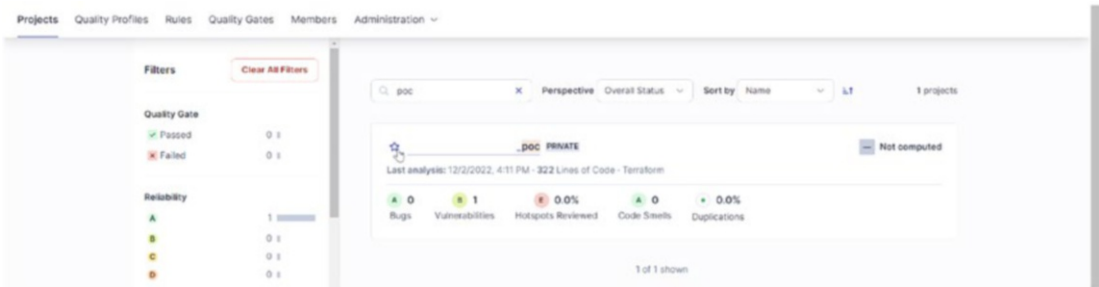 Projects Quality Profiles Rules Quality Gates Members Administration
Filters Clear All Filters
poc Perspective Overall Status Sort by Name 1 projects
Quality Gate
Passed 0
Failed 0
_poc PRIVATE Not computed
Last analysis: 12/2/2022, 4:11 PM · 322 Lines of Code · Terraform
Reliability
A 1
B 0
C 0
D 0
A 0 B 1 E 0.0% A 0 0.0%
Bugs Vulnerabilities Hotspots Reviewed Code Smells Duplications
1 of 1 shown